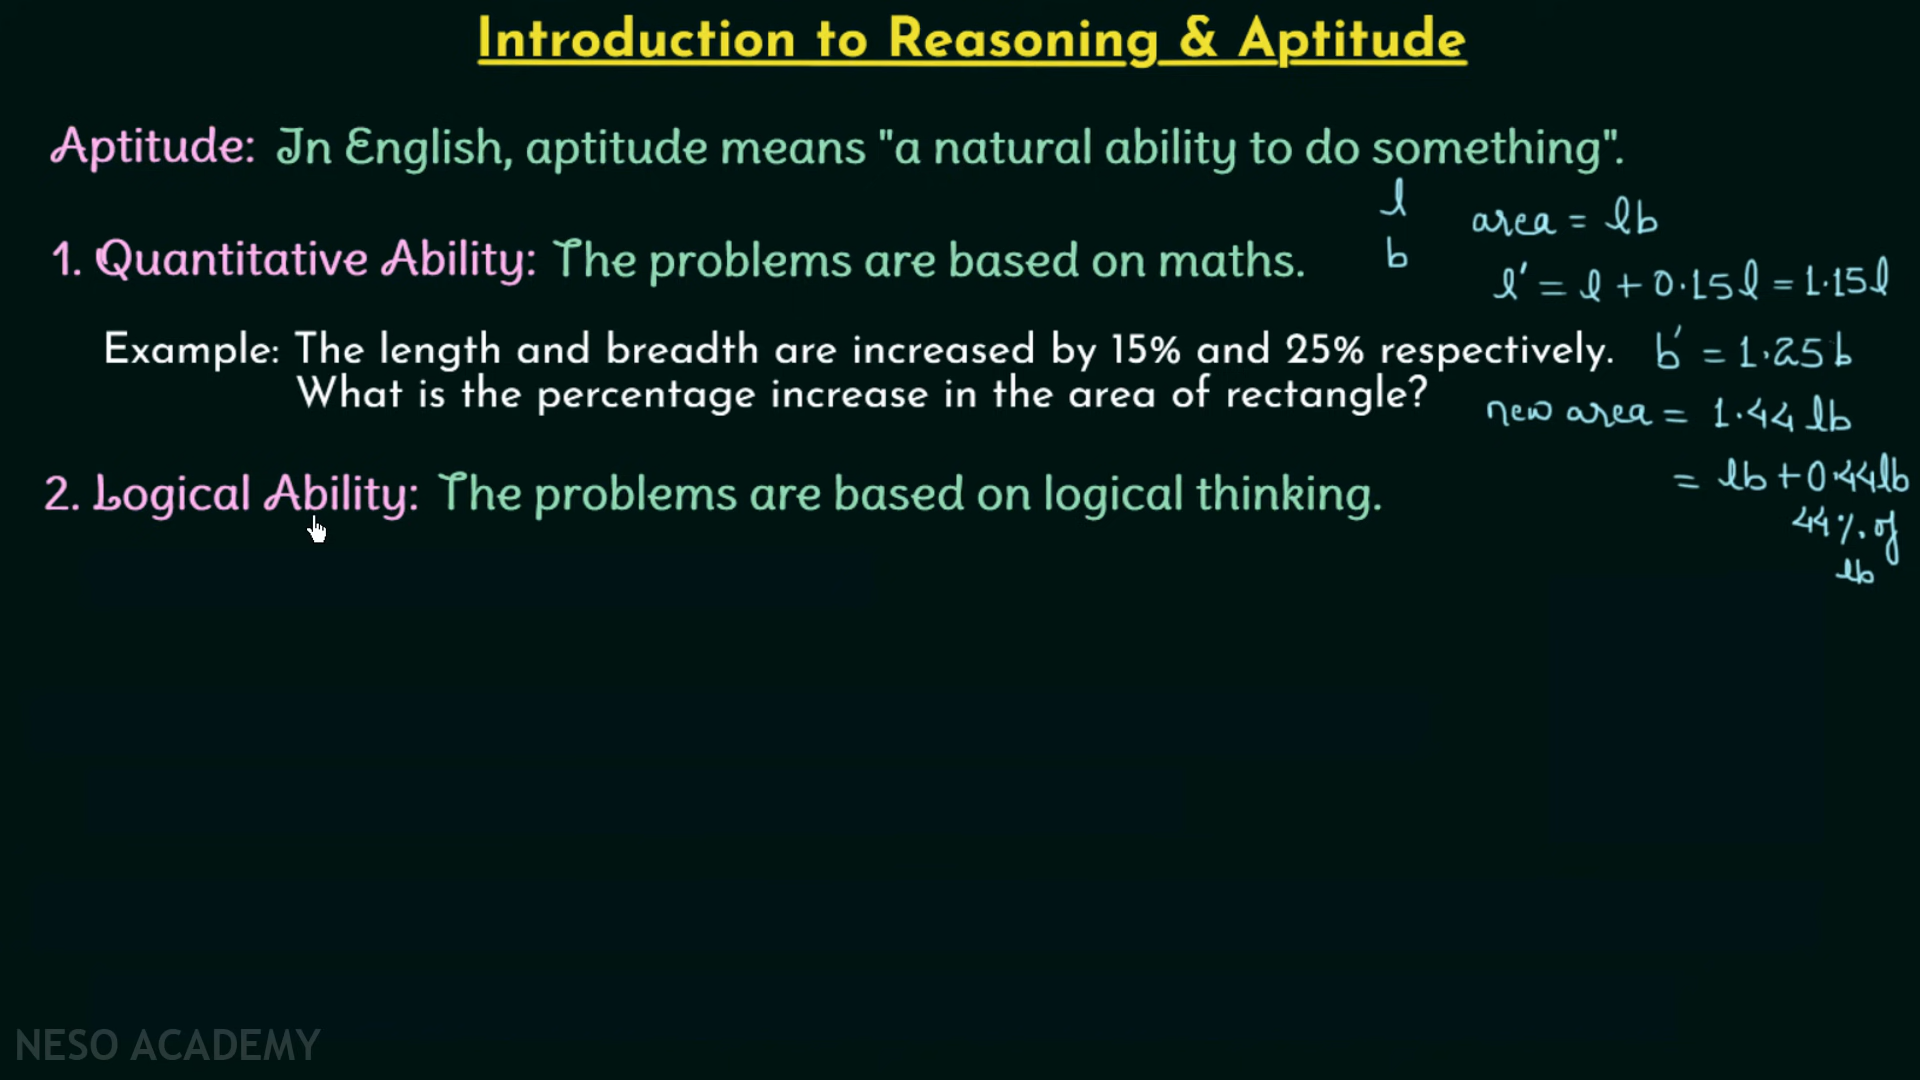 Introduction to Reasoning & Aptitude
Aptitude: In English, aptitude means "a natural ability to do something".
l
area = lb
1. Quantitative Ability: The problems are based on maths.
b
l' = l + 0.15l = 1.15l
Example: The length and breadth are increased by 15% and 25% respectively.
b' = 1.25b
What is the percentage increase in the area of rectangle?
new area = 1.44 lb
= lb + 0.44lb
2. Logical Ability: The problems are based on logical thinking.
44% of
lb
NESO ACADEMY